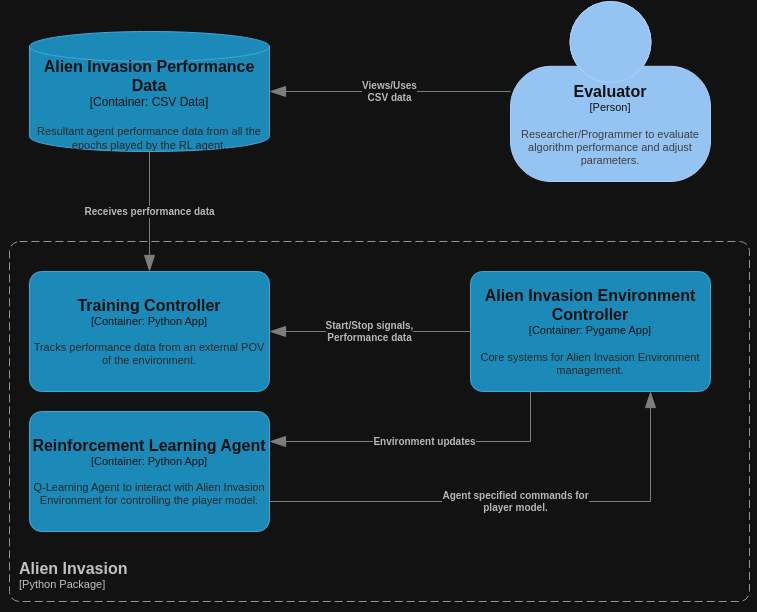 Alien Invasion Performance
Data
[Container: CSV Data]
Resultant agent performance data from all the
epochs played by the RL agent.
Views/Uses
CSV data
Evaluator
[Person]
Researcher/Programmer to evaluate
algorithm performance and adjust
parameters.
Receives performance data
Training Controller
[Container: Python App]
Tracks performance data from an external POV
of the environment.
Start/Stop signals,
Performance data
Alien Invasion Environment
Controller
[Container: Pygame App]
Core systems for Alien Invasion Environment
management.
Reinforcement Learning Agent
[Container: Python App]
Q-Learning Agent to interact with Alien Invasion
Environment for controlling the player model.
Environment updates
Agent specified commands for
player model.
Alien Invasion
[Python Package]